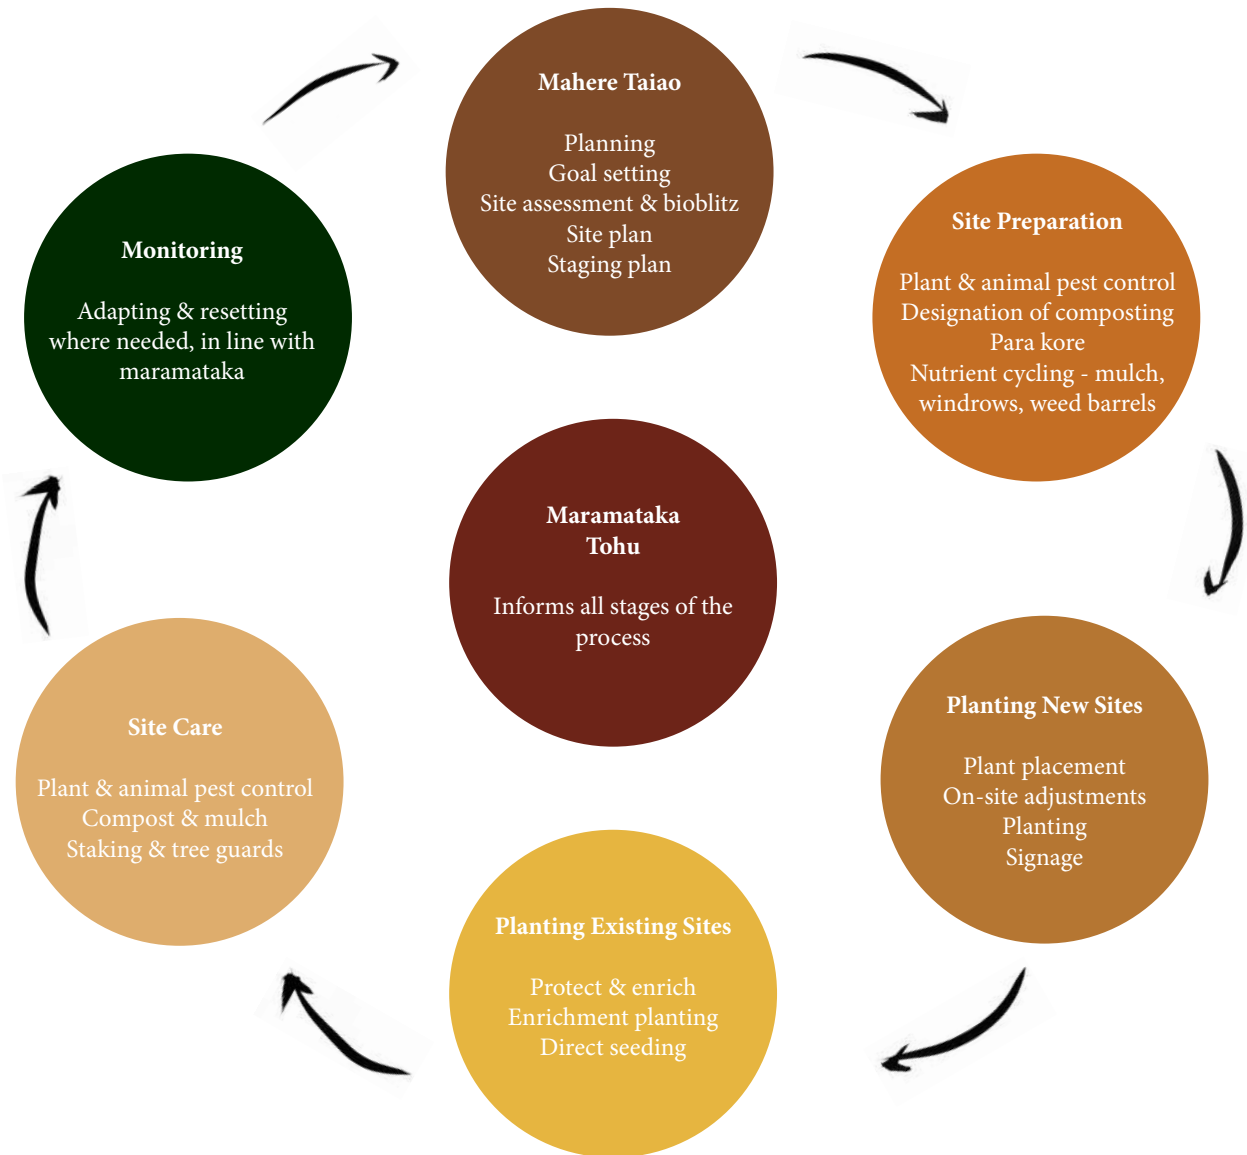 Mahere Taiao
Planning
Goal setting
Site assessment & bioblitz
Site plan
Staging plan
Site Preparation
Plant & animal pest control
Designation of composting
Para kore
Nutrient cycling - mulch,
windrows, weed barrels
Planting New Sites
Plant placement
On-site adjustments
Planting
Signage
Planting Existing Sites
Protect & enrich
Enrichment planting
Direct seeding
Site Care
Plant & animal pest control
Compost & mulch
Staking & tree guards
Monitoring
Adapting & resetting
where needed, in line with
maramataka
Maramataka
Tohu
Informs all stages of the
process